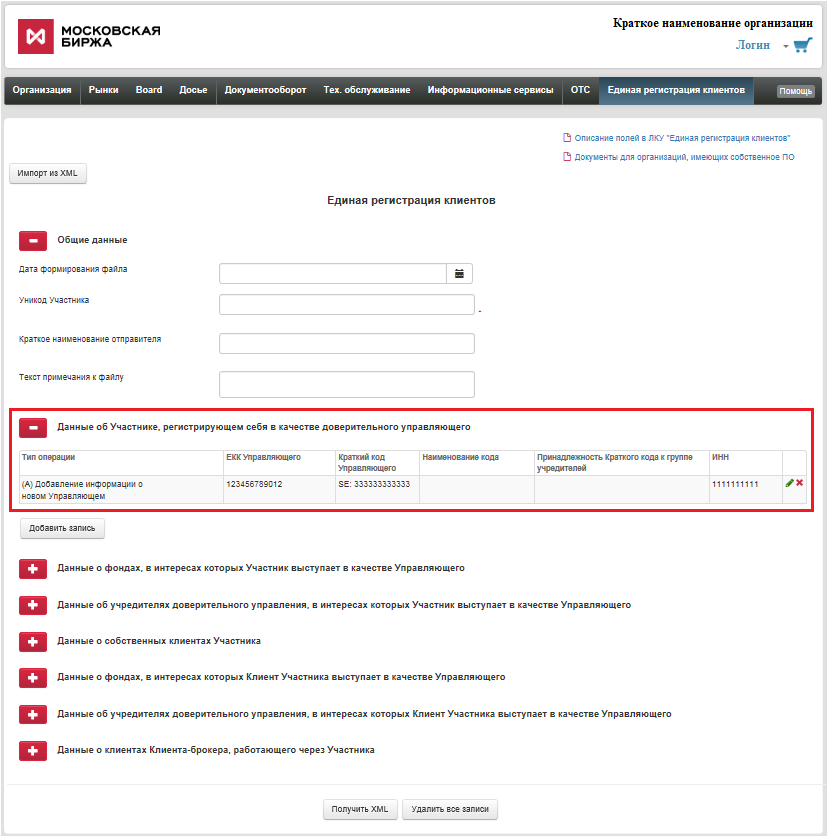 МОСКОВСКАЯ
БИРЖА
Краткое наименование организации
Логин
Организация Рынки Board Досье Документооборот Тех. обслуживание Информационные сервисы ОТС Единая регистрация клиентов Помощь
Описание полей в ЛКУ "Единая регистрация клиентов"
Документы для организаций, имеющих собственное ПО
Импорт из XML
Единая регистрация клиентов
Общие данные
Дата формирования файла
Уникод Участника
.
Краткое наименование отправителя
Текст примечания к файлу
Данные об Участнике, регистрирующем себя в качестве доверительного управляющего
Тип операции ЕКК Управляющего Краткий код Наименование кода Принадлежность Краткого кода к группе ИНН
Управляющего учредителей
(А) Добавление информации о 123456789012 SE: 333333333333 1111111111
новом Управляющем
Добавить запись
Данные о фондах, в интересах которых Участник выступает в качестве Управляющего
Данные об учредителях доверительного управления, в интересах которых Участник выступает в качестве Управляющего
Данные о собственных клиентах Участника
Данные о фондах, в интересах которых Клиент Участника выступает в качестве Управляющего
Данные об учредителях доверительного управления, в интересах которых Клиент Участника выступает в качестве Управляющего
Данные о клиентах Клиента-брокера, работающего через Участника
Получить XML Удалить все записи